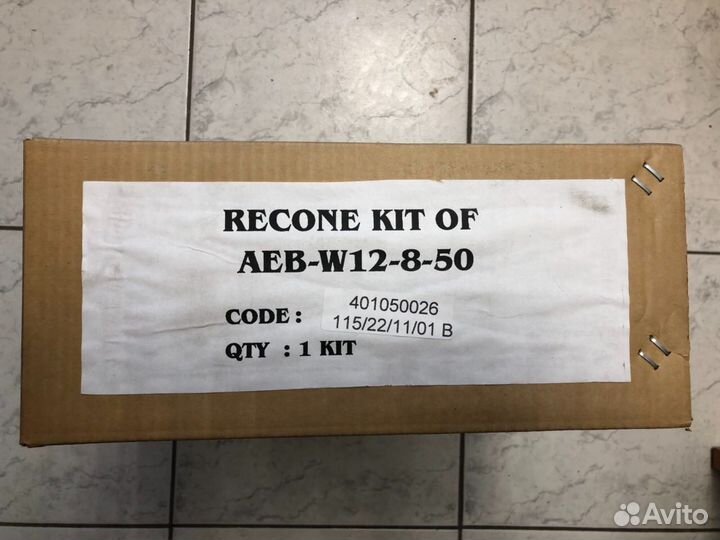 RECONE KIT OF
AEB-W12-8-50
CODE : 401050026
115/22/11/01 B
QTY : 1 KIT
Avito